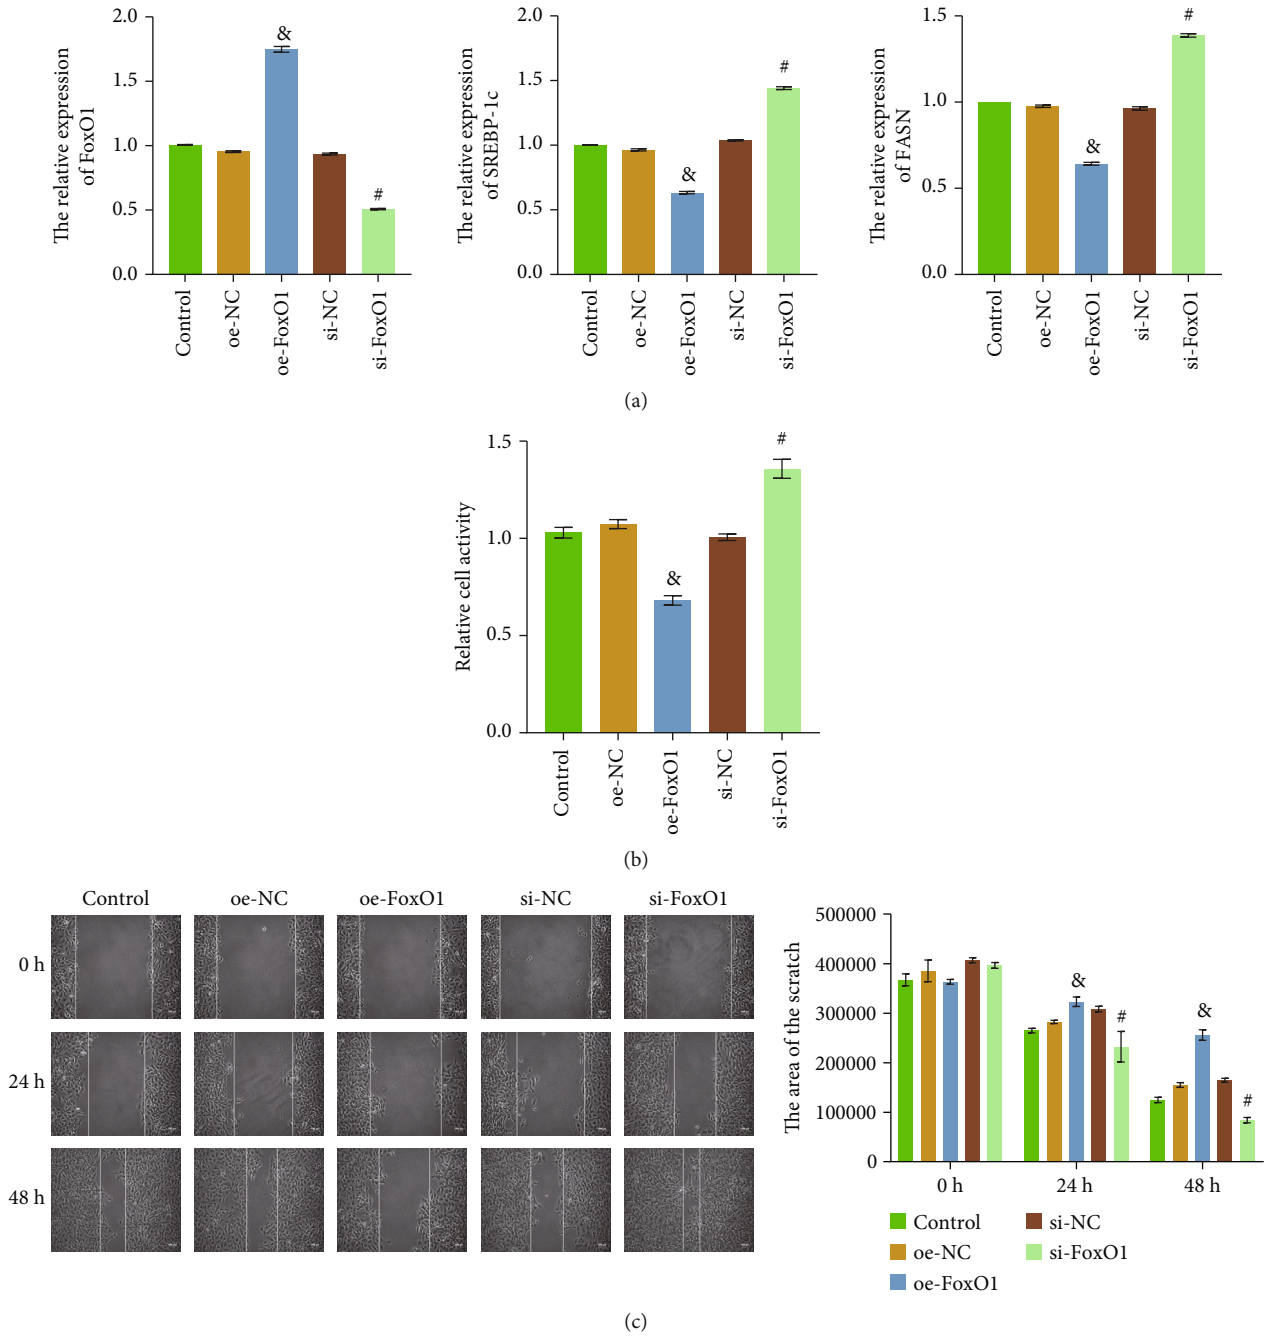 The relative expression
of FoxO1
2.0
1.5
1.0
0.5
0.0
&
#
Control
oe-NC
oe-FoxO1
si-NC
si-FoxO1
The relative expression
of SREBP-1c
2.0
1.5
1.0
0.5
0.0
&
#
Control
oe-NC
oe-FoxO1
si-NC
si-FoxO1
The relative expression
of FASN
1.5
1.0
0.5
0.0
&
#
Control
oe-NC
oe-FoxO1
si-NC
si-FoxO1
(a)
Relative cell activity
1.5
1.0
0.5
0.0
&
#
Control
oe-NC
oe-FoxO1
si-NC
si-FoxO1
(b)
Control
oe-NC
oe-FoxO1
si-NC
si-FoxO1
0 h
24 h
48 h
The area of the scratch
500000
400000
300000
200000
100000
0
&
#
&
#
0 h
24 h
48 h
Control
oe-NC
oe-FoxO1
si-NC
si-FoxO1
(c)